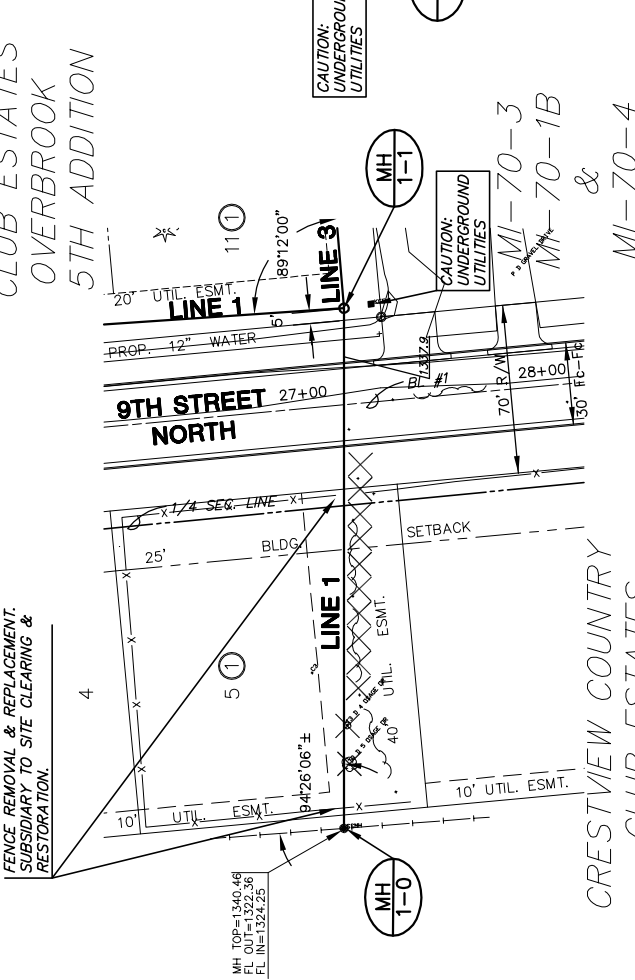 CLUB ESTATES
OVERBROOK
5TH ADDITION
CAUTION:
UNDERGROUND
UTILITIES
MH
1-1
CAUTION:
UNDERGROUND
UTILITIES
MI-70-3
MI-70-1B
&
MI-70-4
P D GRAVEL DRIVE
11 1
89°12'00"
LINE 3
20' UTIL. ESMT.
LINE 1
5'
PROP. 12" WATER
9TH STREET
NORTH
27+00
1337.9
BL #1
70' R/W
28+00
30' Fc-Fc
1/4 SEC. LINE
25'
BLDG.
SETBACK
LINE 1
4
5 1
40' UTIL. ESMT.
94°26'06"±
10' UTIL. ESMT.
10' UTIL. ESMT.
FENCE REMOVAL & REPLACEMENT.
SUBSIDIARY TO SITE CLEARING &
RESTORATION.
MH TOP=1340.46
FL OUT=1322.36
FL IN=1324.25
MH
1-0
CRESTVIEW COUNTRY
CLUB ESTATES